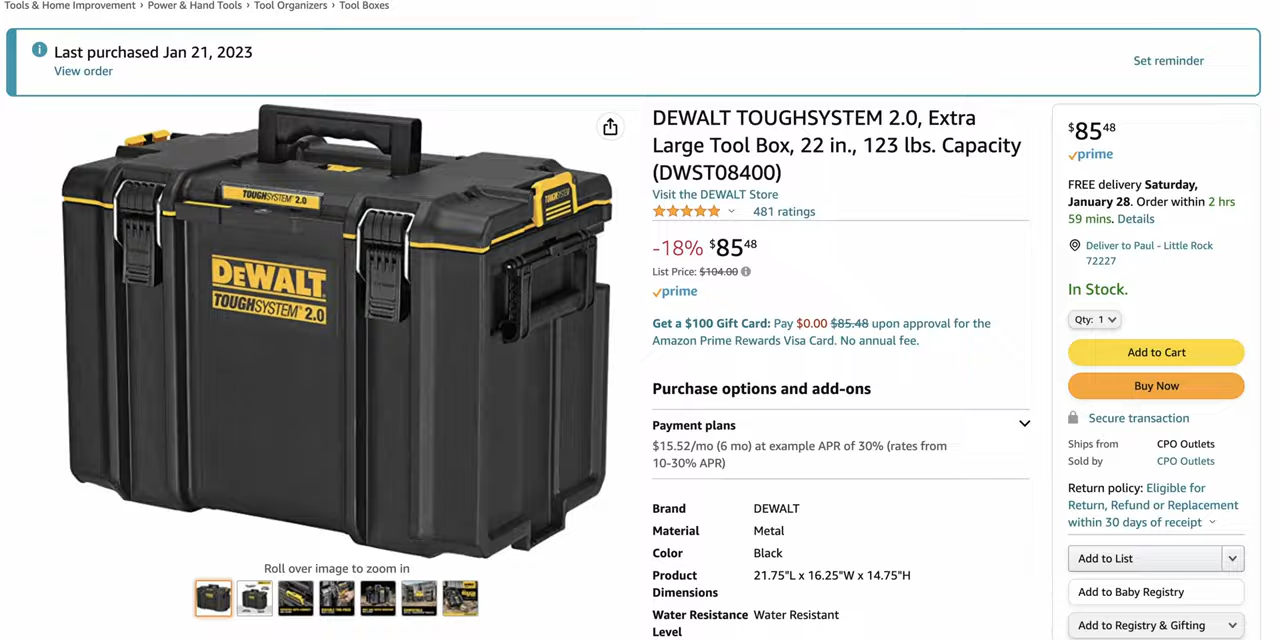 Tools & Home Improvement › Power & Hand Tools › Tool Organizers › Tool Boxes
Last purchased Jan 21, 2023
View order
Set reminder
TOUGHSYSTEM 2.0
TOUGHSYSTEM
DEWALT
TOUGHSYSTEM 2.0
Roll over image to zoom in
DEWALT TOUGHSYSTEM 2.0, Extra
Large Tool Box, 22 in., 123 lbs. Capacity
(DWST08400)
Visit the DEWALT Store
481 ratings
-18% $85 48
List Price: $104.00
prime
Get a $100 Gift Card: Pay $0.00 $85.48 upon approval for the
Amazon Prime Rewards Visa Card. No annual fee.
Purchase options and add-ons
Payment plans
$15.52/mo (6 mo) at example APR of 30% (rates from
10-30% APR)
Brand DEWALT
Material Metal
Color Black
Product 21.75"L x 16.25"W x 14.75"H
Dimensions
Water Resistance Water Resistant
Level
$85 48
prime
FREE delivery Saturday,
January 28. Order within 2 hrs
59 mins. Details
Deliver to Paul - Little Rock
72227
In Stock.
Qty: 1
Add to Cart
Buy Now
Secure transaction
Ships from CPO Outlets
Sold by CPO Outlets
Return policy: Eligible for
Return, Refund or Replacement
within 30 days of receipt
Add to List
Add to Baby Registry
Add to Registry & Gifting